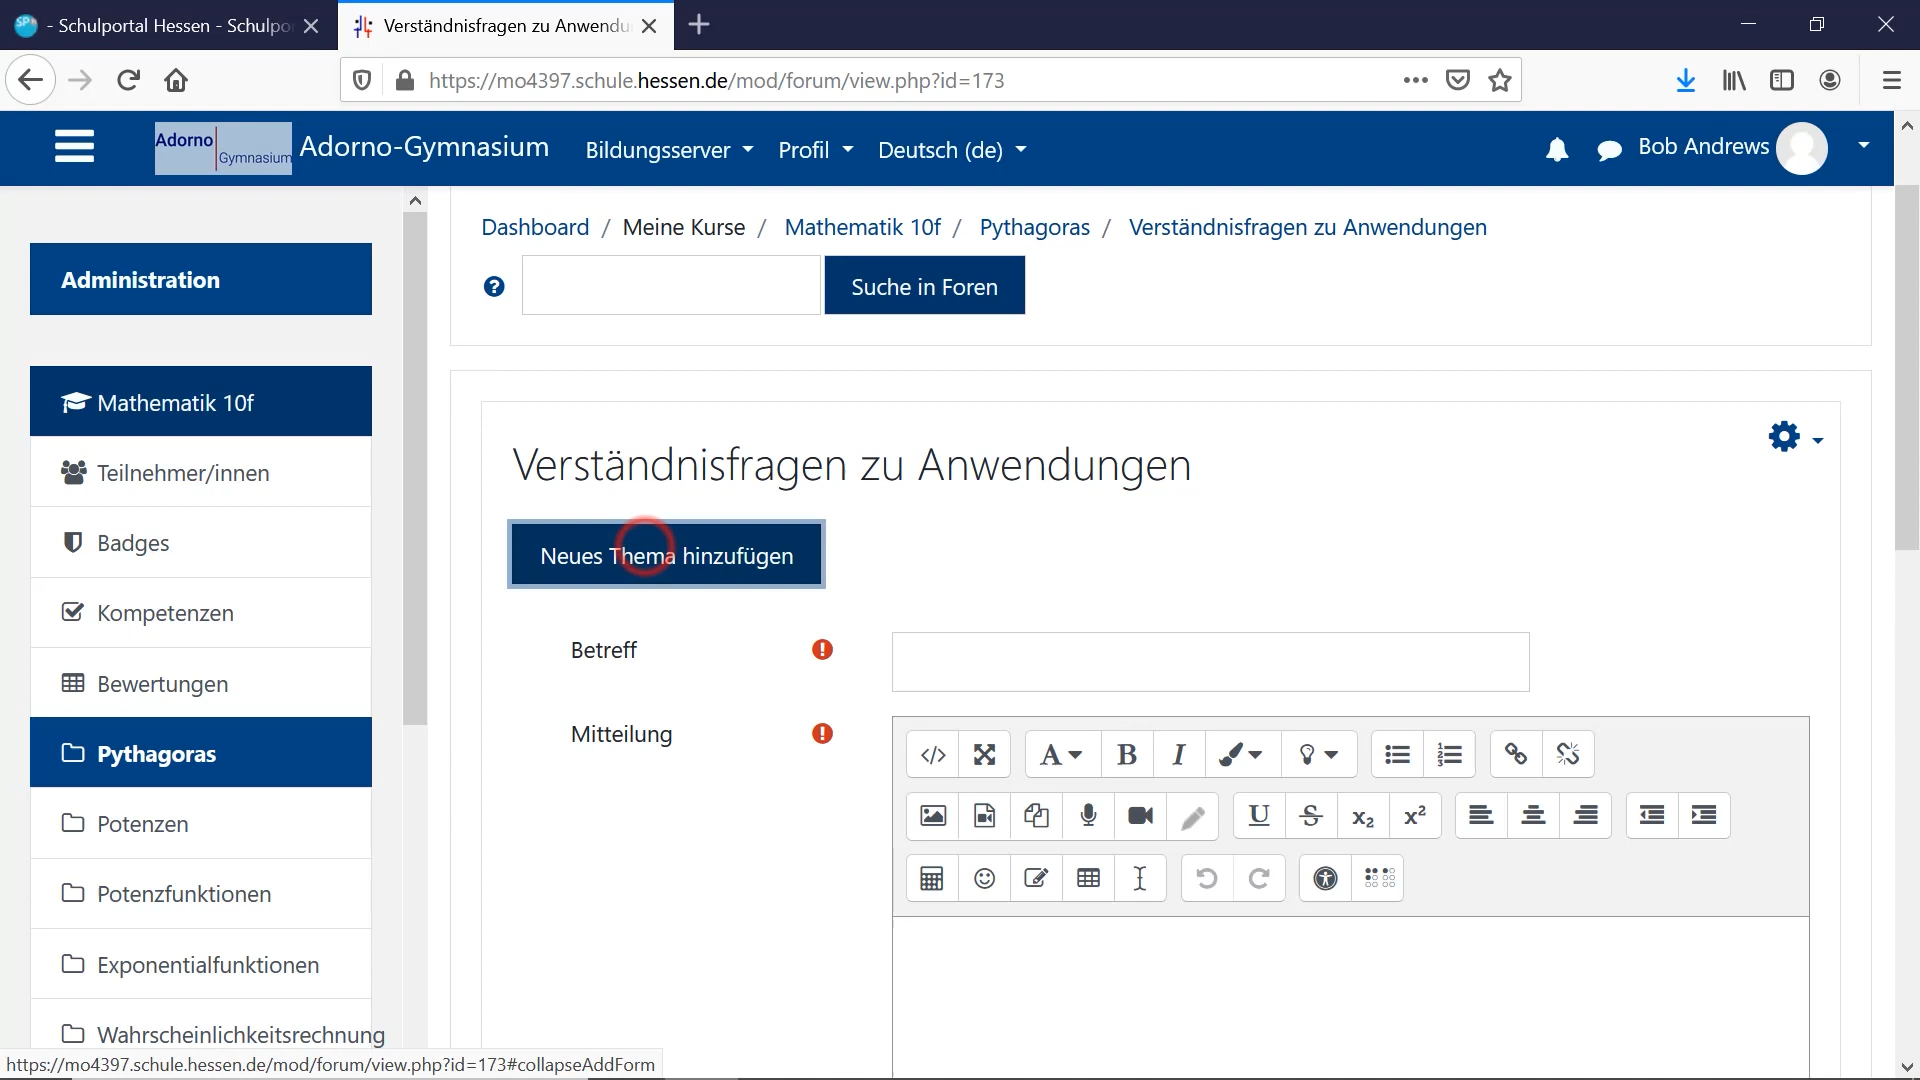 - Schulportal Hessen - Schulpo
Verständnisfragen zu Anwendu
https://mo4397.schule.hessen.de/mod/forum/view.php?id=173
Adorno
Gymnasium
Adorno-Gymnasium
Bildungsserver
Profil
Deutsch (de)
Bob Andrews
Dashboard / Meine Kurse / Mathematik 10f / Pythagoras / Verständnisfragen zu Anwendungen
Suche in Foren
Administration
Mathematik 10f
Teilnehmer/innen
Badges
Kompetenzen
Bewertungen
Pythagoras
Potenzen
Potenzfunktionen
Exponentialfunktionen
Wahrscheinlichkeitsrechnung
Verständnisfragen zu Anwendungen
Neues Thema hinzufügen
Betreff
Mitteilung
https://mo4397.schule.hessen.de/mod/forum/view.php?id=173#collapseAddForm